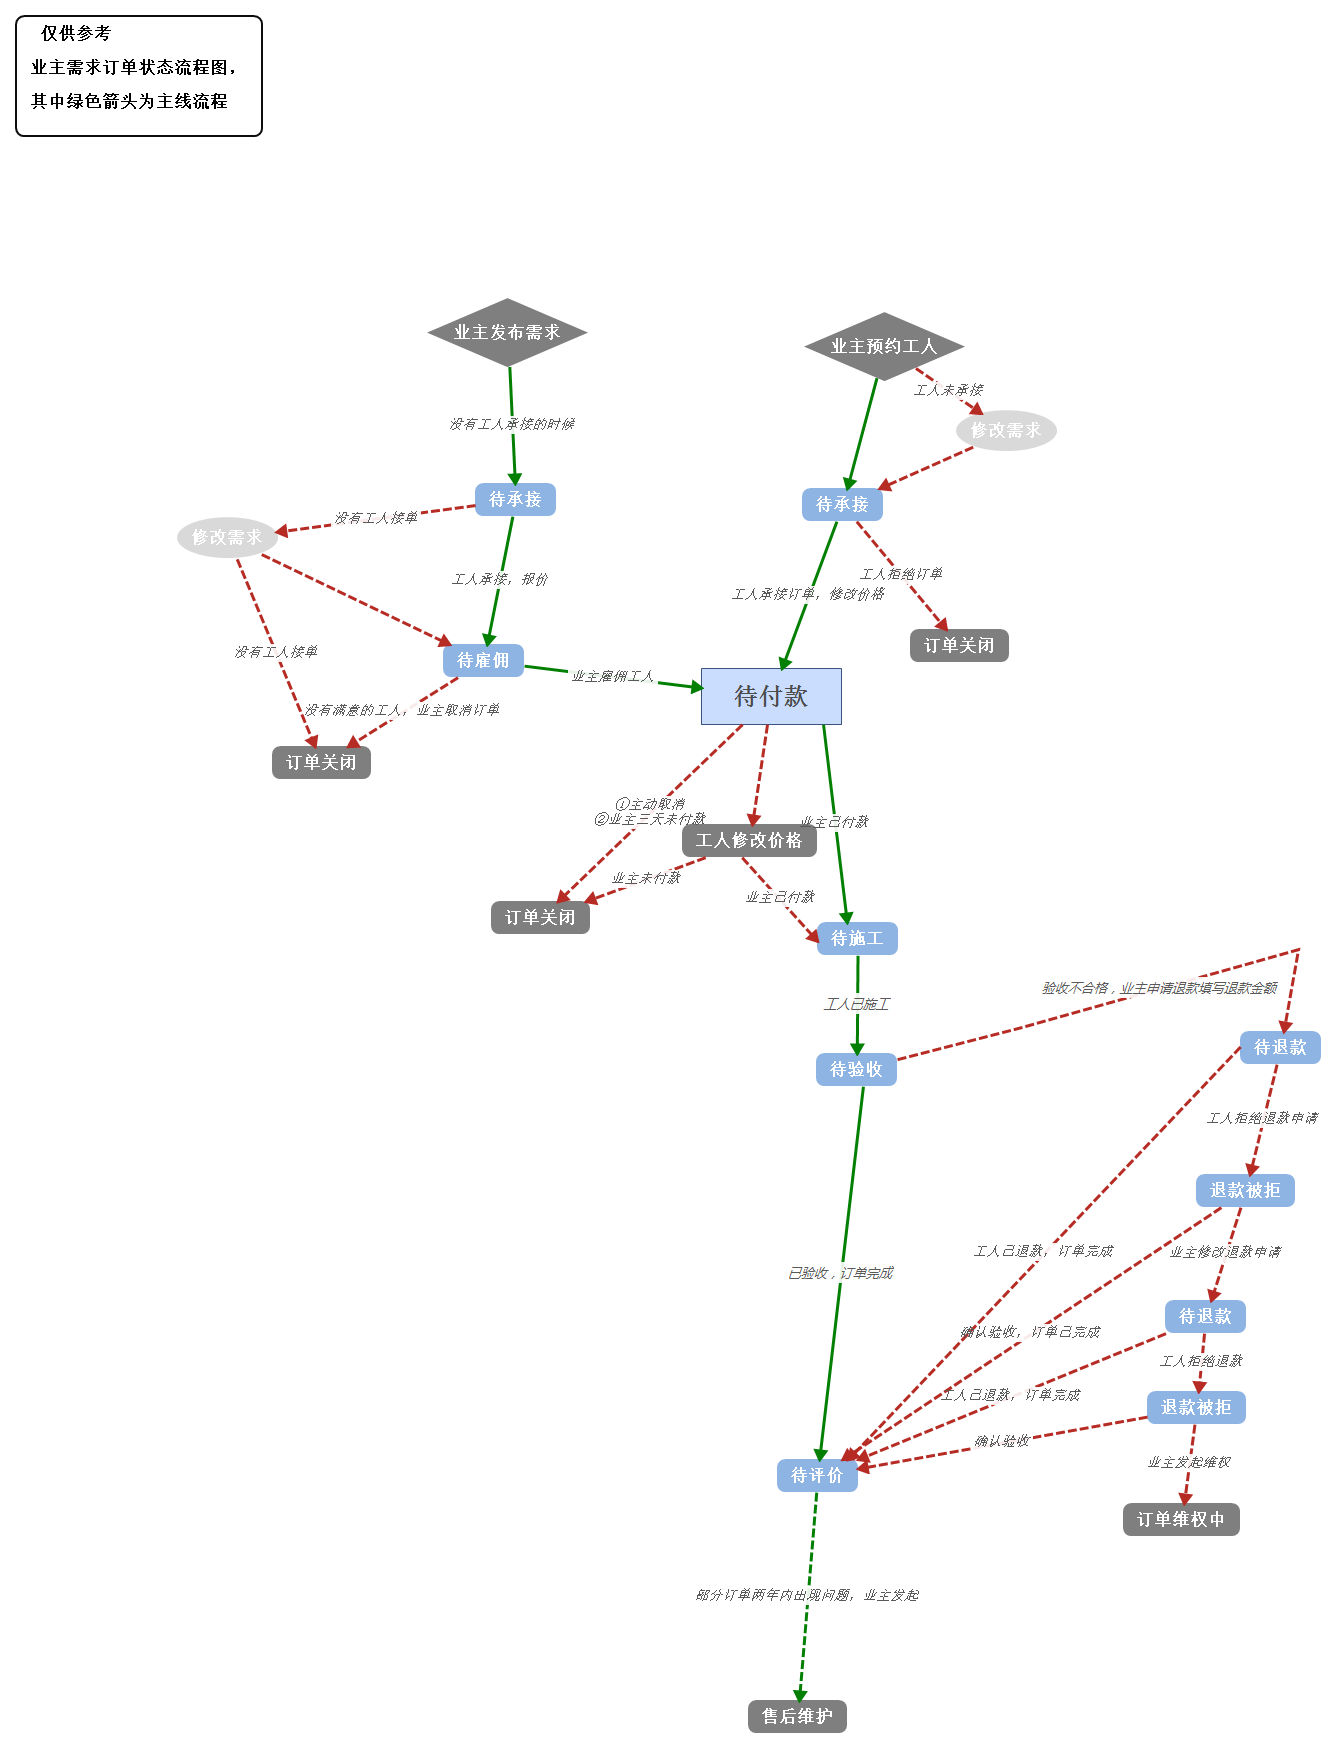 仅供参考
业主需求订单状态流程图，
其中绿色箭头为主线流程
业主发布需求
业主预约工人
工人未承接
没有工人承接的时候
修改需求
待承接
待承接
没有工人接单
修改需求
工人承接，报价
工人拒绝订单
工人承接订单，修改价格
订单关闭
没有工人接单
待雇佣
业主雇佣工人
待付款
没有满意的工人，业主取消订单
订单关闭
①主动取消
②业主三天未付款
业主已付款
工人修改价格
业主未付款
业主已付款
订单关闭
待施工
验收不合格，业主申请退款填写退款金额
工人已施工
待退款
待验收
工人拒绝退款申请
退款被拒
工人已退款，订单完成
业主修改退款申请
已验收，订单完成
待退款
确认验收，订单已完成
工人拒绝退款
工人已退款，订单完成
退款被拒
确认验收
业主发起维权
待评价
订单维权中
部分订单两年内出现问题，业主发起
售后维护